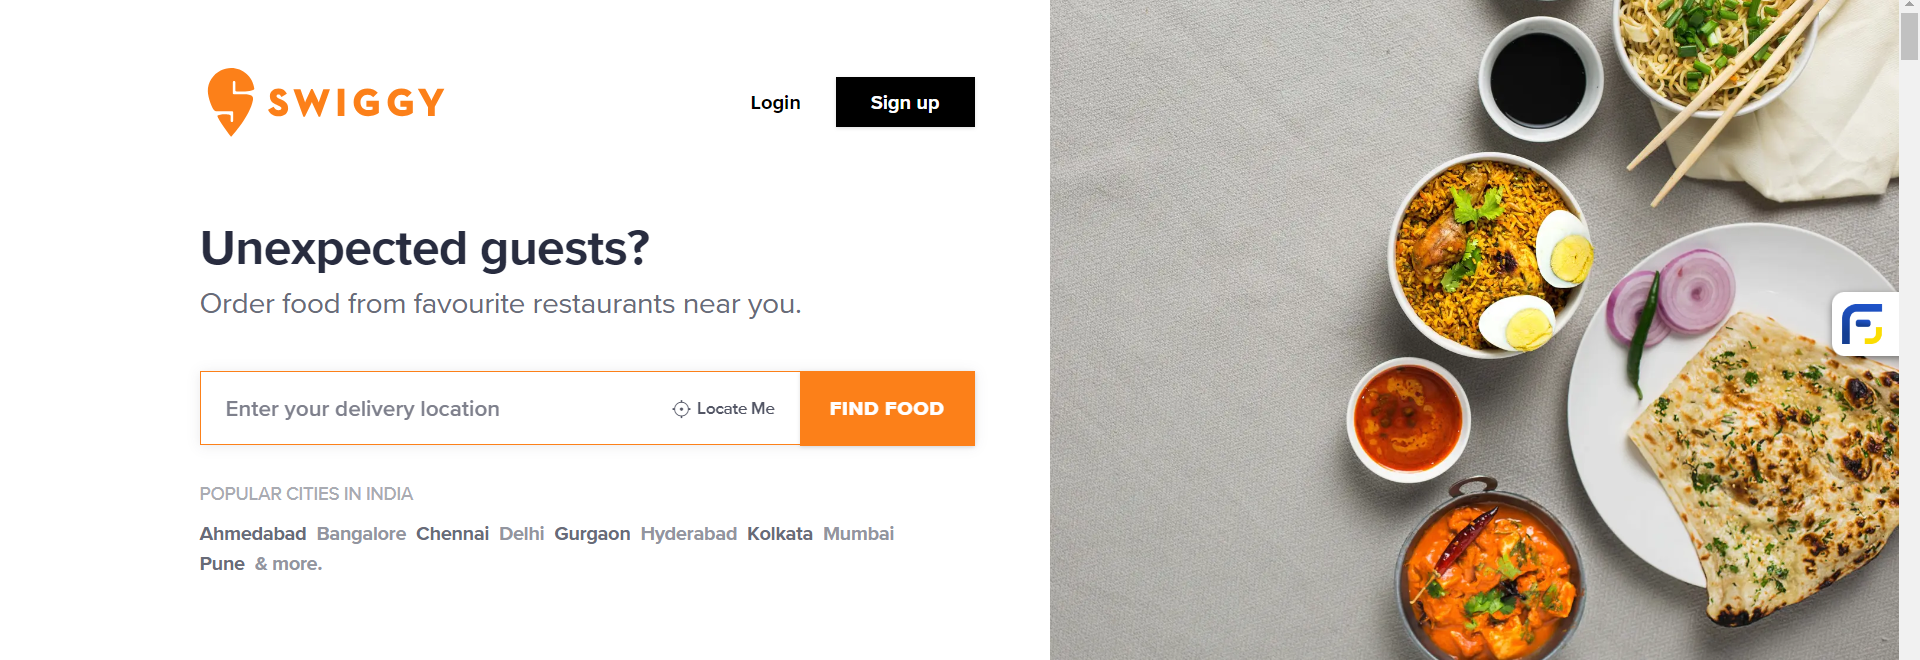 SWIGGY
Login
Sign up
Unexpected guests?
Order food from favourite restaurants near you.
Enter your delivery location
Locate Me
FIND FOOD
POPULAR CITIES IN INDIA
Ahmedabad Bangalore Chennai Delhi Gurgaon Hyderabad Kolkata Mumbai
Pune & more.